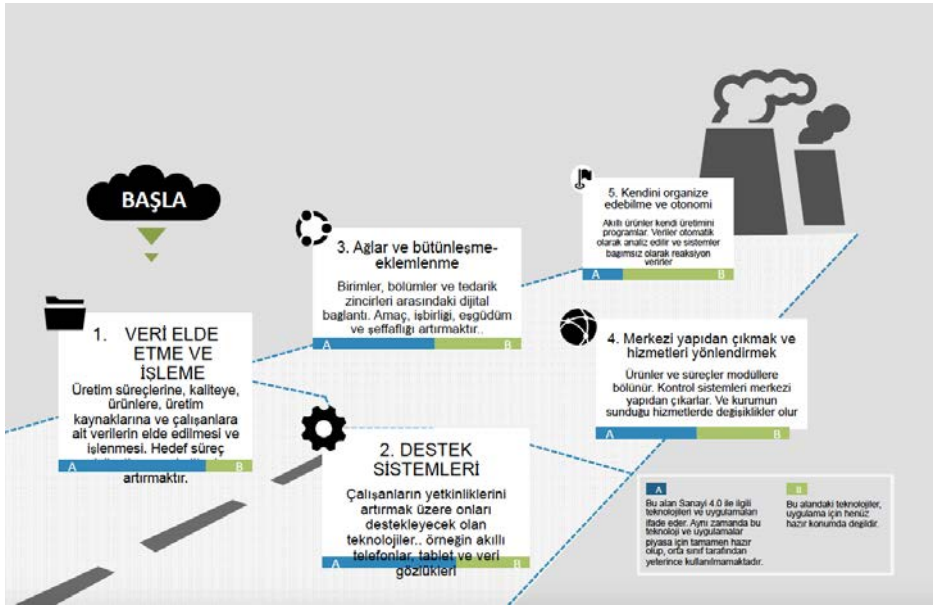 BAŞLA
1. VERİ ELDE
ETME VE
İŞLEME
Üretim süreçlerine, kaliteye,
ürünlere, üretim
kaynaklarına ve çalışanlara
ait verilerin elde edilmesi ve
işlenmesi. Hedef süreç
artırmaktır.
A B
2. DESTEK
SİSTEMLERİ
Çalışanların yetkinliklerini
artırmak üzere onları
destekleyecek olan
teknolojiler.. örneğin akıllı
telefonlar, tablet ve veri
gözlükleri
A B
3. Ağlar ve bütünleşme-
eklemlenme
Birimler, bölümler ve tedarik
zincirleri arasındaki dijital
bağlantı. Amaç, işbirliği, eşgüdüm
ve şeffaflığı artırmaktır..
A B
4. Merkezi yapıdan çıkmak ve
hizmetleri yönlendirmek
Ürünler ve süreçler modüllere
bölünür. Kontrol sistemleri merkezi
yapıdan çıkarlar. Ve kurumun
sunduğu hizmetlerde değişiklikler olur
A B
5. Kendini organize
edebilme ve otonomi
Akıllı ürünler kendi üretimini
programlar. Veriler otomatik
olarak analiz edilir ve sistemler
bağımsız olarak reaksiyon
verirler
A B
A
Bu alan Sanayi 4.0 ile ilgili
teknolojileri ve uygulamaları
ifade eder. Aynı zamanda bu
teknoloji ve uygulamalar
piyasa için tamamen hazır
olup, orta sınıf tarafından
yeterince kullanılmamaktadır.
B
Bu alandaki teknolojiler,
uygulama için henüz
hazır konumda değildir.